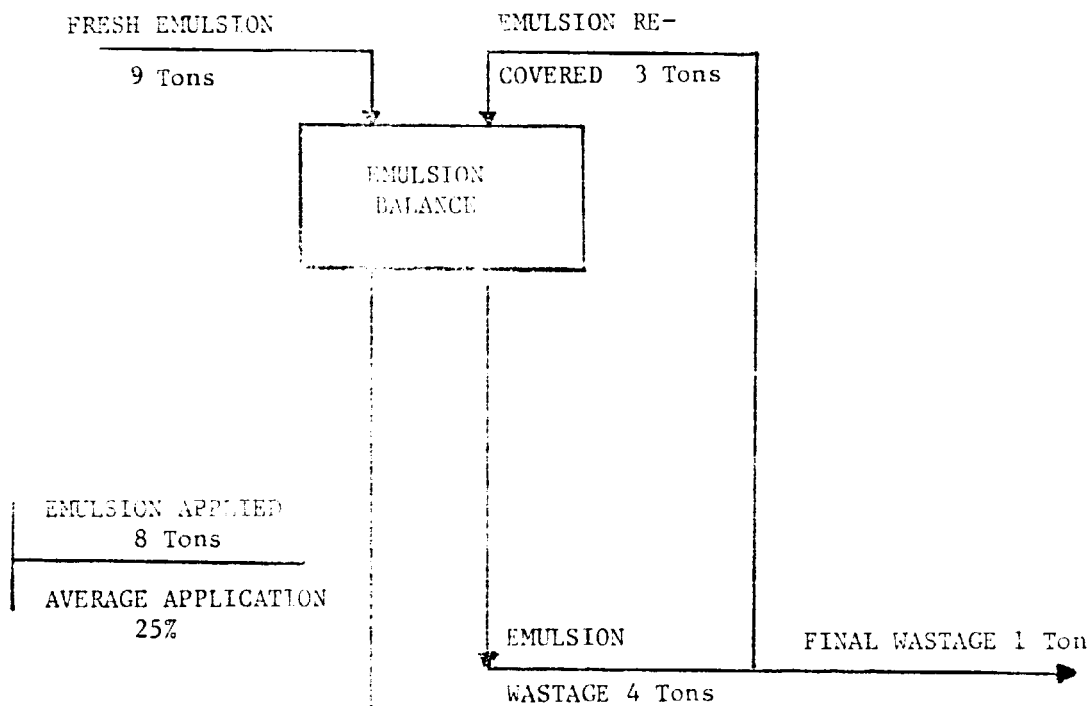 FRESH EMULSION
9 Tons
EMULSION RE-
COVERED 3 Tons
EMULSION
BALANCE
EMULSION APPLIED
8 Tons
AVERAGE APPLICATION
25%
EMULSION
WASTAGE 4 Tons
FINAL WASTAGE 1 Ton